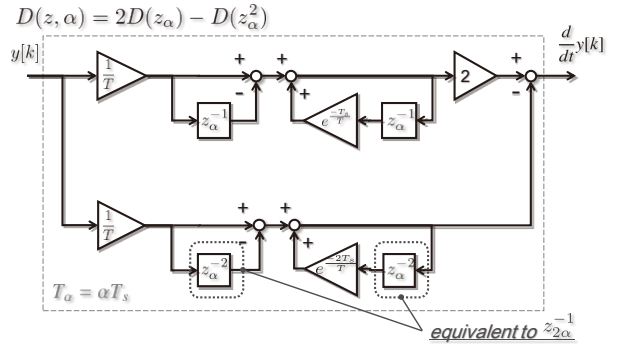 D(z, α) = 2D(z_α) − D(z_α^2)
y[k]
d/dt y[k]
1/T
+
-
+
+
2
+
-
z_α^{-1}
e^{-T_s/T}
z_α^{-1}
1/T
+
-
+
+
z_α^{-2}
e^{-2T_s/T}
z_α^{-2}
T_α = αT_s
equivalent to z_{2α}^{-1}